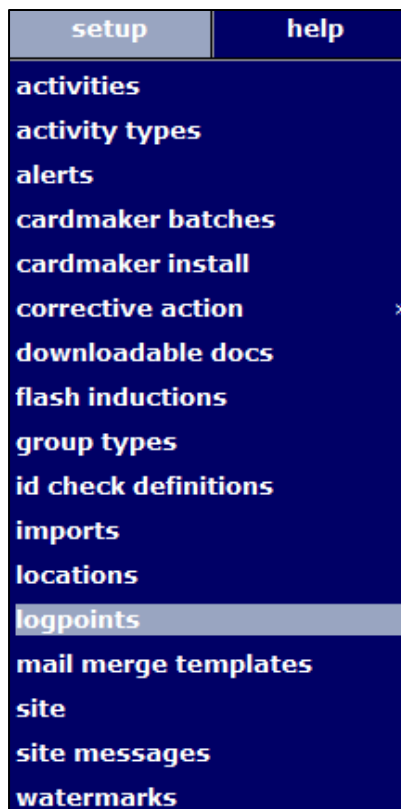 setup help
activities
activity types
alerts
cardmaker batches
cardmaker install
corrective action
downloadable docs
flash inductions
group types
id check definitions
imports
locations
logpoints
mail merge templates
site
site messages
watermarks